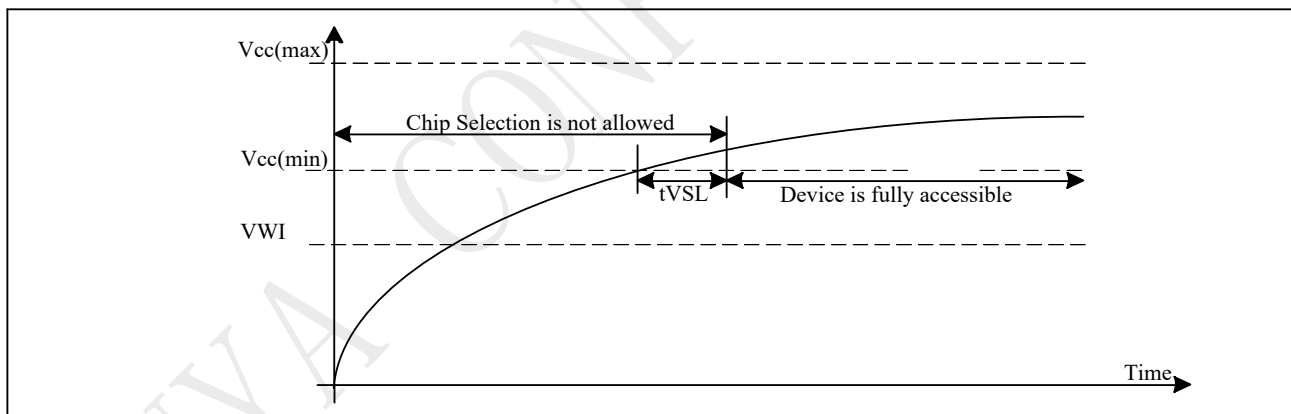 Vcc(max)
Chip Selection is not allowed
Vcc(min)
tVSL
Device is fully accessible
VWI
Time